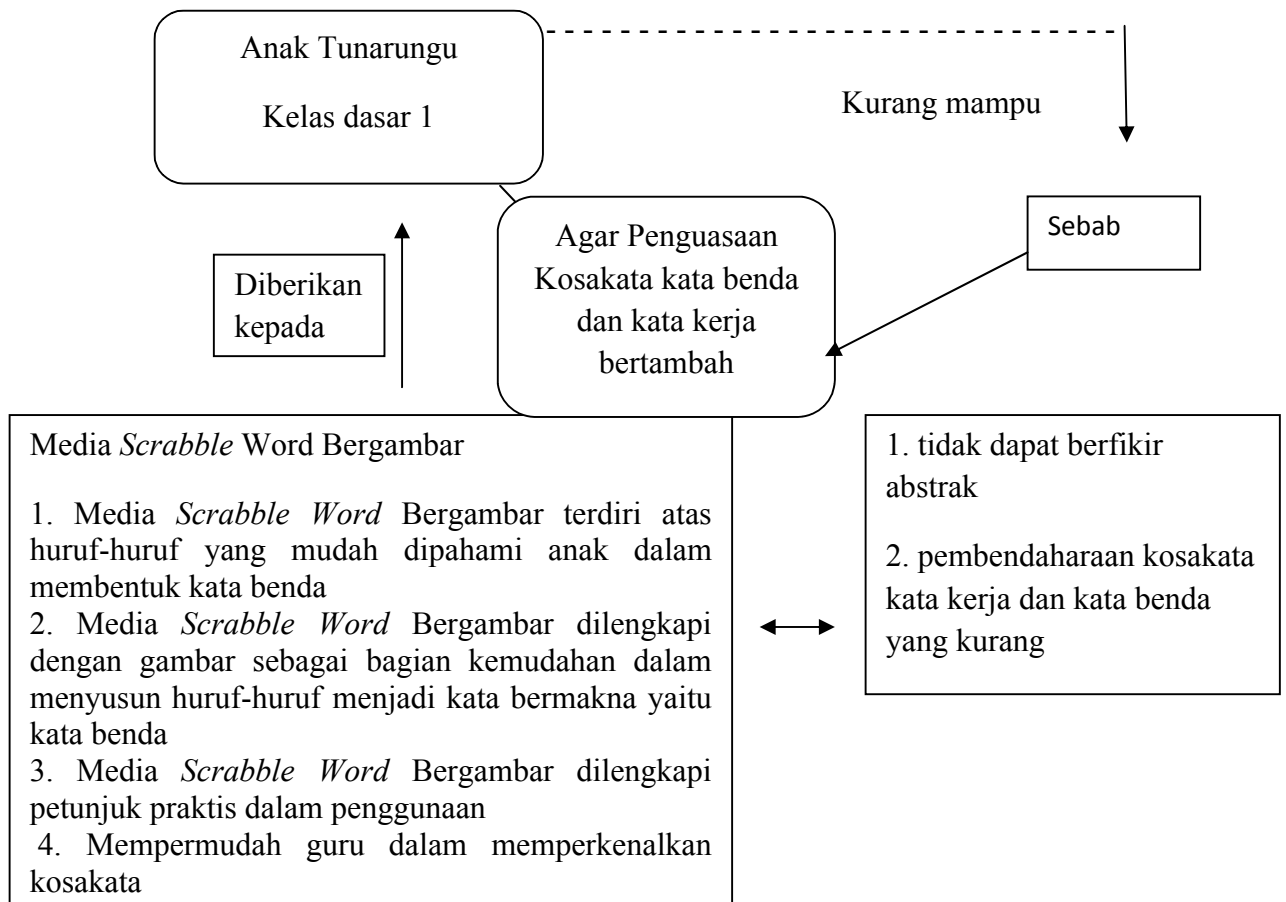 Anak Tunarungu
Kelas dasar 1
Kurang mampu
Sebab
Agar Penguasaan
Kosakata kata benda
dan kata kerja
bertambah
Diberikan
kepada
Media Scrabble Word Bergambar
1. Media Scrabble Word Bergambar terdiri atas
huruf-huruf yang mudah dipahami anak dalam
membentuk kata benda
2. Media Scrabble Word Bergambar dilengkapi
dengan gambar sebagai bagian kemudahan dalam
menyusun huruf-huruf menjadi kata bermakna yaitu
kata benda
3. Media Scrabble Word Bergambar dilengkapi
petunjuk praktis dalam penggunaan
4. Mempermudah guru dalam memperkenalkan
kosakata
1. tidak dapat berfikir
abstrak
2. pembendaharaan kosakata
kata kerja dan kata benda
yang kurang